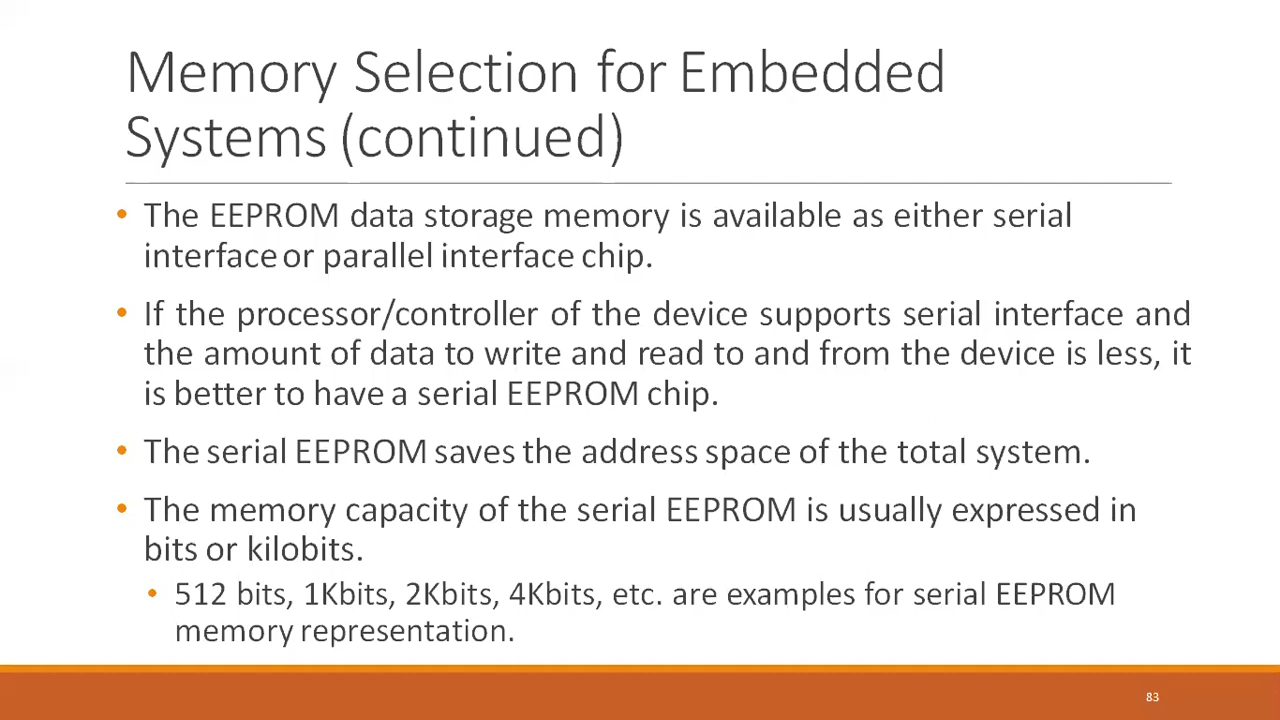 Memory Selection for Embedded
Systems (continued)
• The EEPROM data storage memory is available as either serial
interface or parallel interface chip.
• If the processor/controller of the device supports serial interface and
the amount of data to write and read to and from the device is less, it
is better to have a serial EEPROM chip.
• The serial EEPROM saves the address space of the total system.
• The memory capacity of the serial EEPROM is usually expressed in
bits or kilobits.
• 512 bits, 1Kbits, 2Kbits, 4Kbits, etc. are examples for serial EEPROM
memory representation.
83